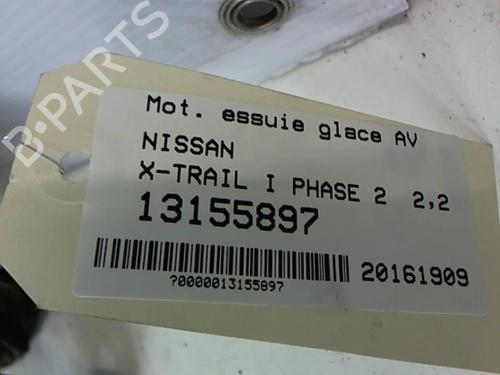 B-PARTS
Mot. essuie glace AV
NISSAN
X-TRAIL I PHASE 2 2,2
13155897
20161909
?0000013155897